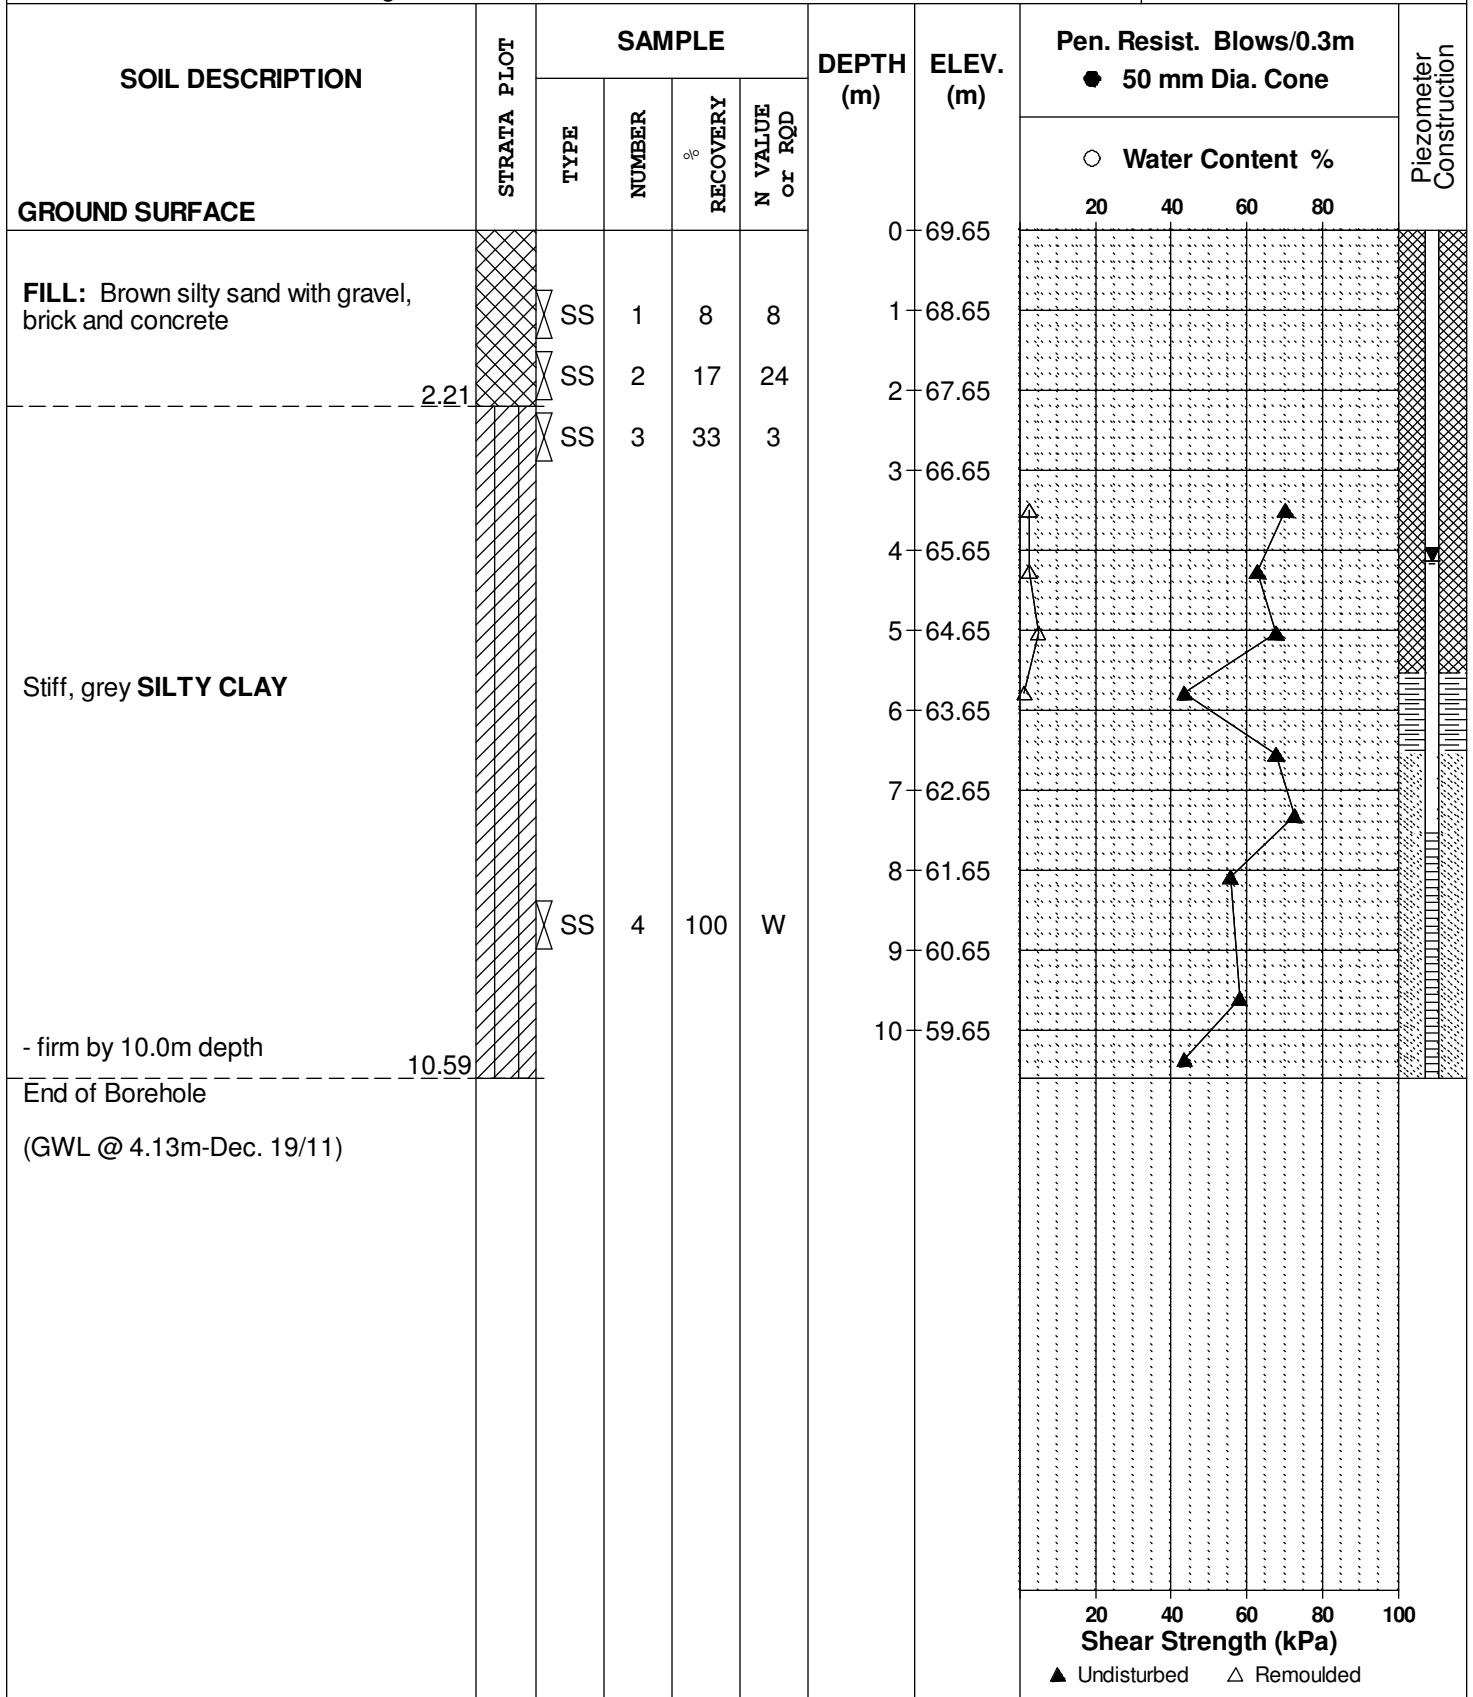 SOIL DESCRIPTION
GROUND SURFACE
STRATA PLOT
SAMPLE
TYPE
NUMBER
%
RECOVERY
N VALUE
or RQD
DEPTH
(m)
ELEV.
(m)
Pen. Resist. Blows/0.3m
● 50 mm Dia. Cone
○ Water Content %
20 40 60 80
Piezometer
Construction
0 69.65
FILL: Brown silty sand with gravel,
brick and concrete
SS 1 8 8
1 68.65
SS 2 17 24
2 67.65
2.21
SS 3 33 3
3 66.65
4 65.65
5 64.65
Stiff, grey SILTY CLAY
6 63.65
7 62.65
8 61.65
SS 4 100 W
9 60.65
10 59.65
- firm by 10.0m depth
10.59
End of Borehole
(GWL @ 4.13m-Dec. 19/11)
20 40 60 80 100
Shear Strength (kPa)
▲ Undisturbed △ Remoulded